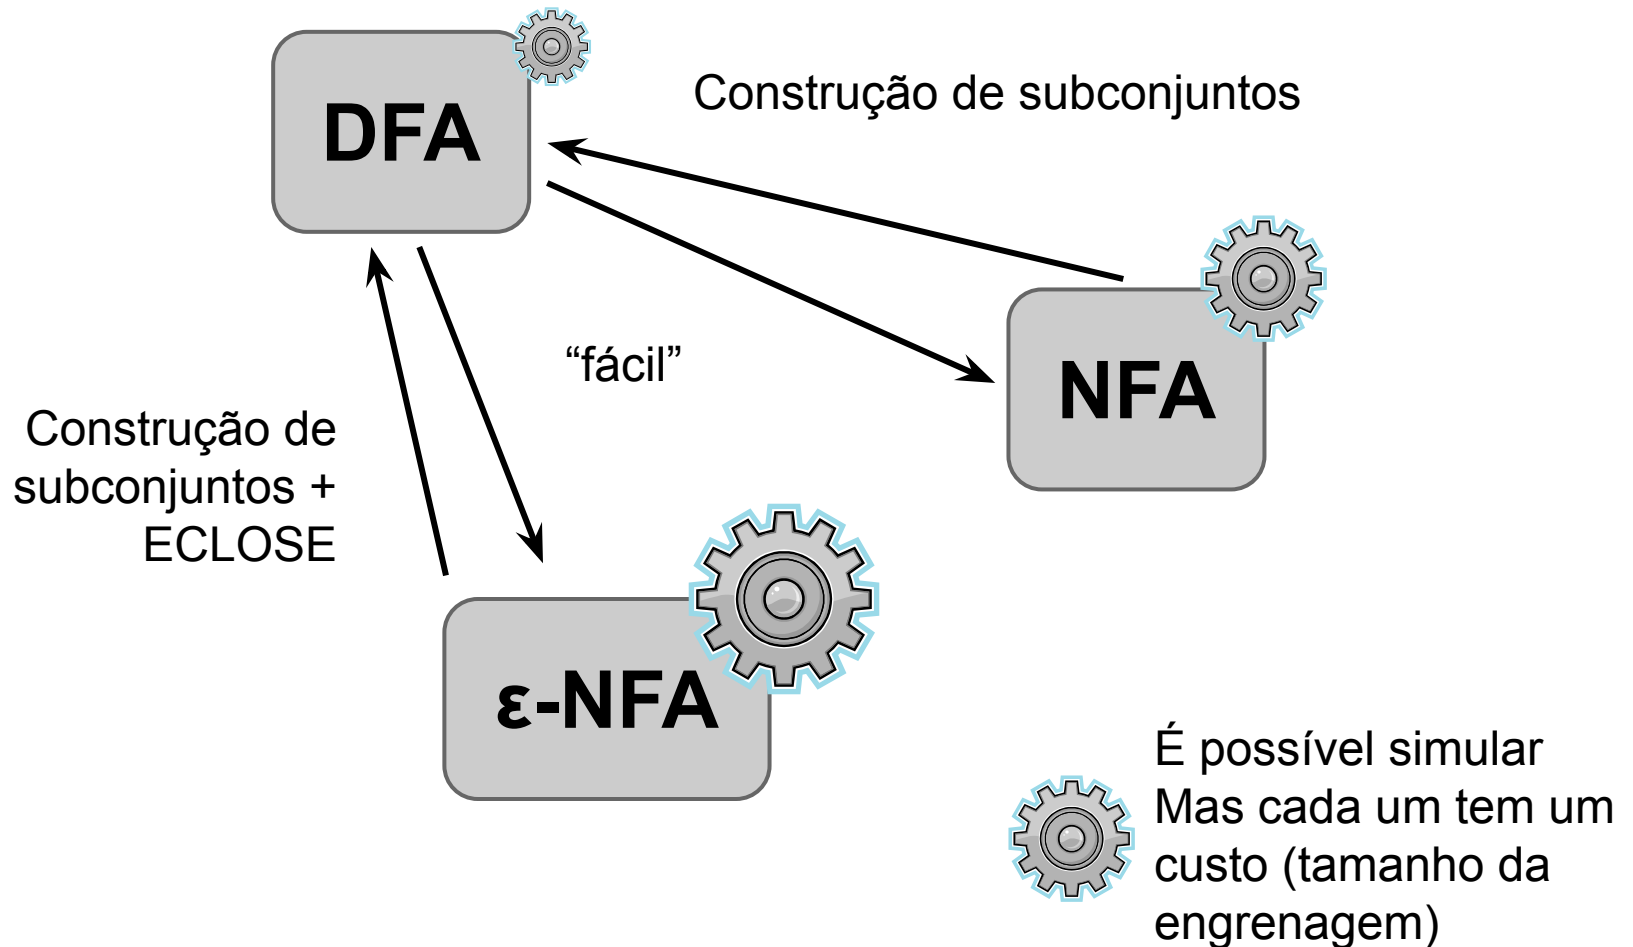 DFA
Construção de subconjuntos
NFA
“fácil”
Construção de
subconjuntos +
ECLOSE
ε-NFA
É possível simular
Mas cada um tem um
custo (tamanho da
engrenagem)